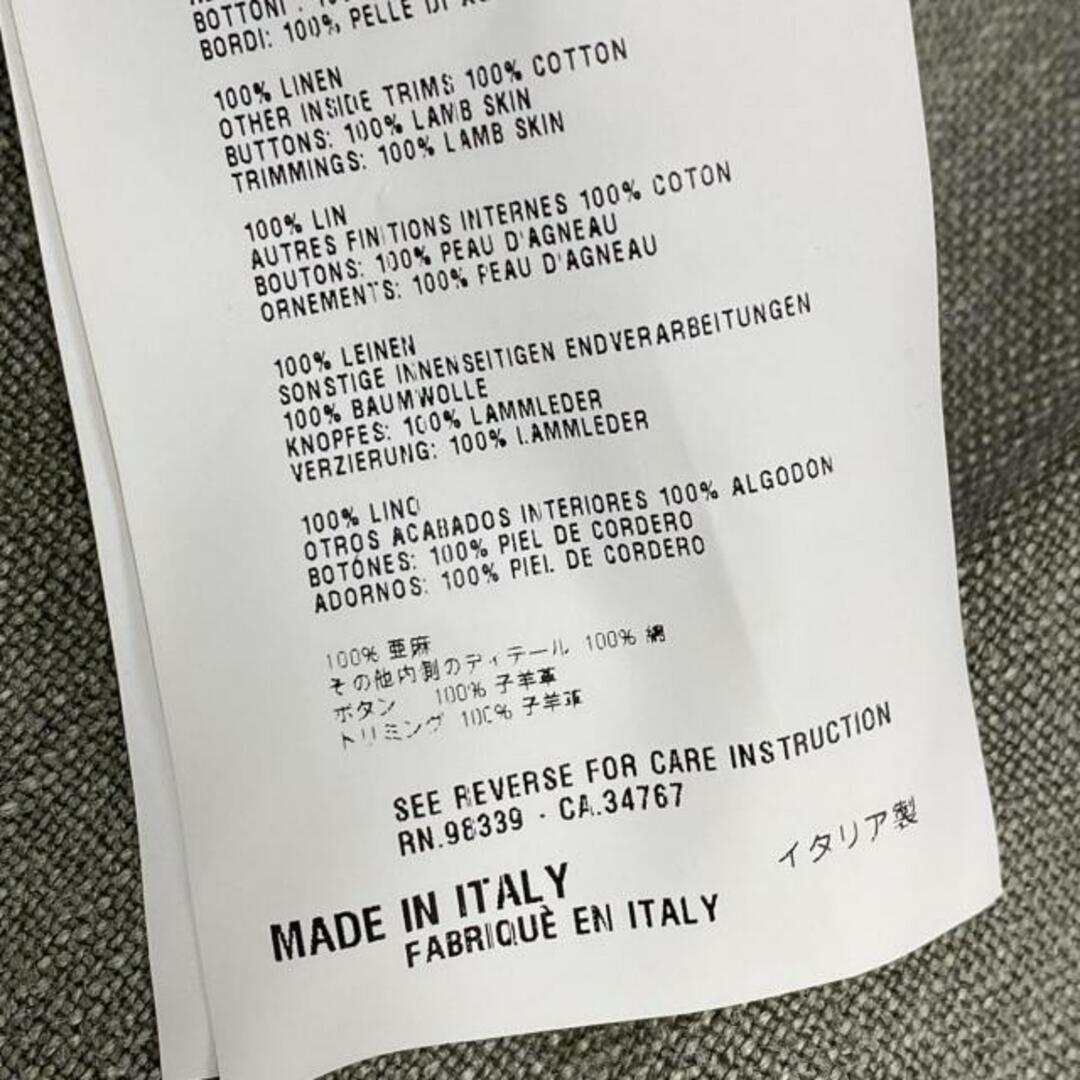 BOTTONI :
BORDI: 100% PELLE DI
100% LINEN
OTHER INSIDE TRIMS 100% COTTON
BUTTONS: 100% LAMB SKIN
TRIMMINGS: 100% LAMB SKIN
100% LIN
AUTRES FINITIONS INTERNES 100% COTON
BOUTONS: 100% PEAU D'AGNEAU
ORNEMENTS: 100% PEAU D'AGNEAU
100% LEINEN
SONSTIGE INNENSEITIGEN ENDVERARBEITUNGEN
100% BAUMWOLLE
KNOPFES: 100% LAMMLEDER
VERZIERUNG: 100% LAMMLEDER
100% LINO
OTROS ACABADOS INTERIORES 100% ALGODÓN
BOTÓNES: 100% PIEL DE CORDERO
ADORNOS: 100% PIEL DE CORDERO
100% 亜麻
その他内側のディテール 100% 綿
ボタン 100% 子羊革
トリミング 100% 子羊革
SEE REVERSE FOR CARE INSTRUCTION
RN.98339 - CA.34767
イタリア製
MADE IN ITALY
FABRIQUÈ EN ITALY